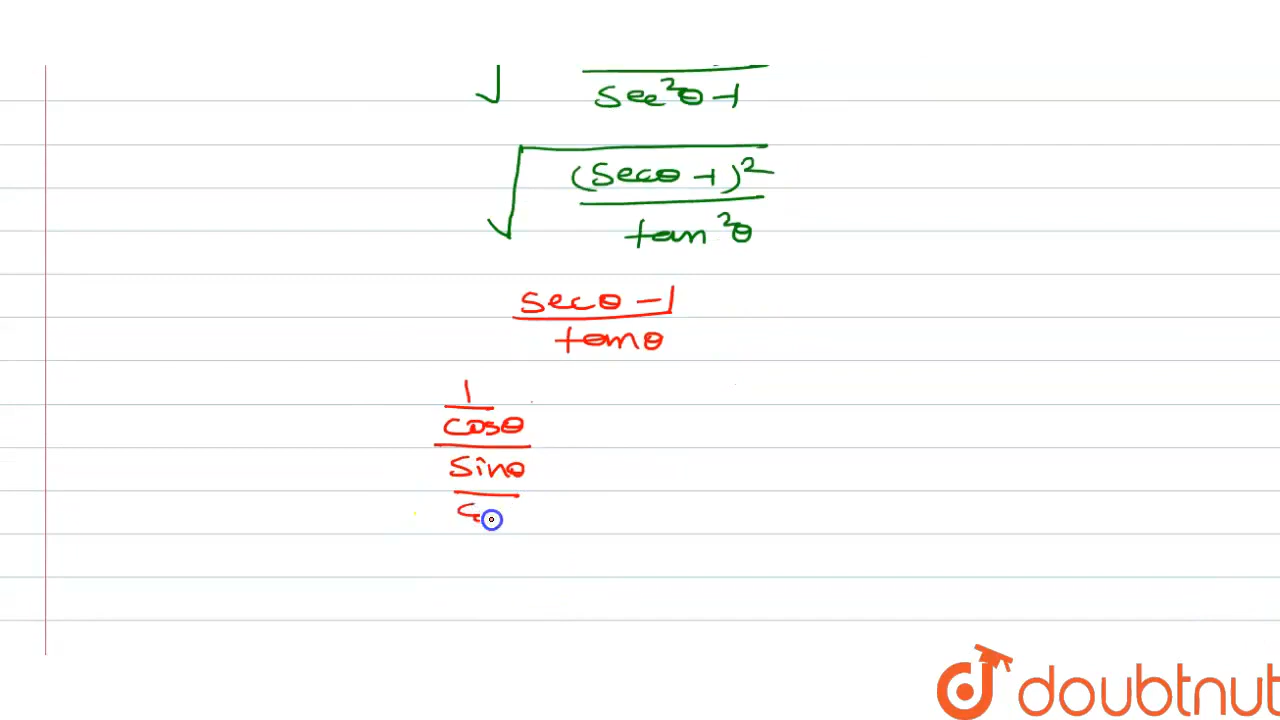 √
sec²θ-1
√ (secθ-1)²
tan²θ
secθ-1
tanθ
1
cosθ
sinθ
doubtnut